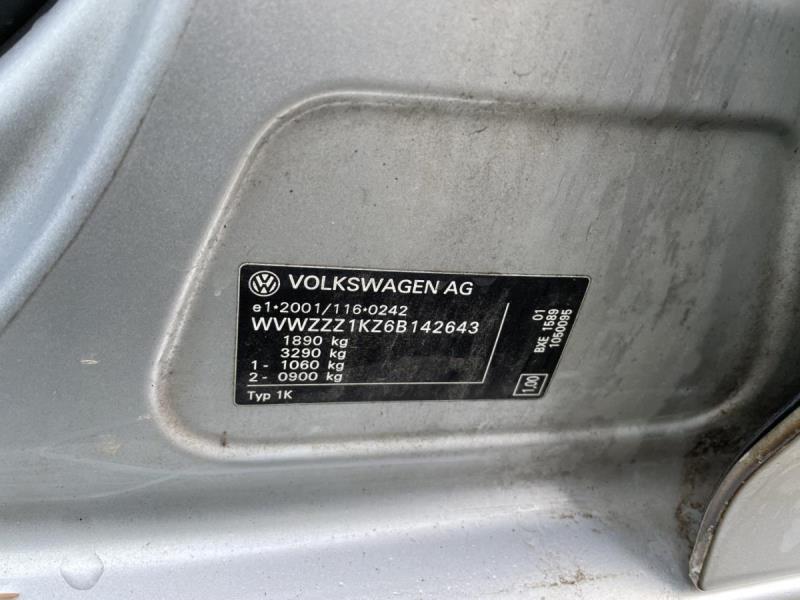 VOLKSWAGEN AG
e1*2001/116*0242
WVWZZZ1KZ6B142643
1890 kg
3290 kg
1 - 1060 kg
2 - 0900 kg
Typ 1K
01
BXE 1589
1050095
1,00